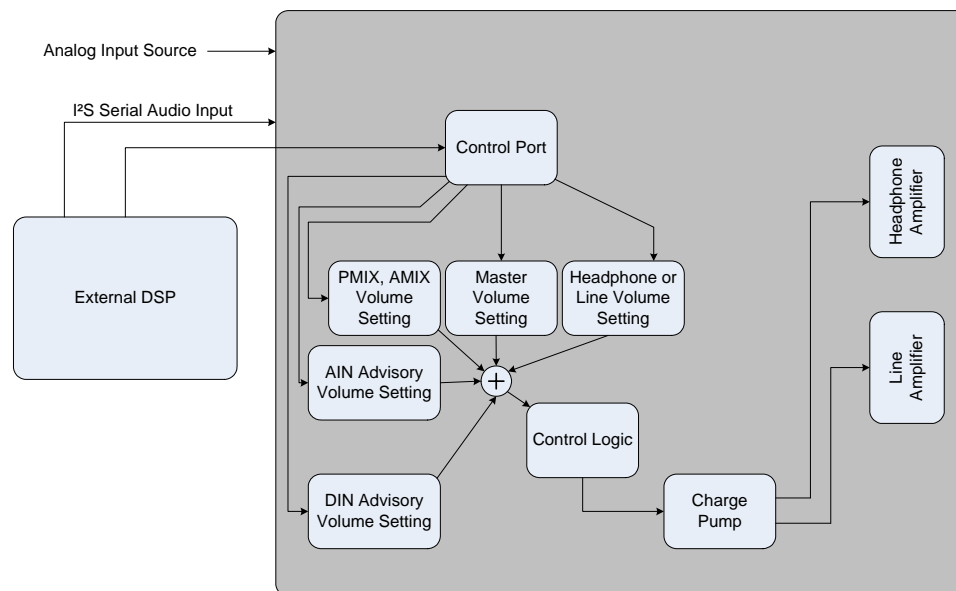 Analog Input Source
I²S Serial Audio Input
Control Port
External DSP
PMIX, AMIX
Volume
Setting
Master
Volume
Setting
Headphone or
Line Volume
Setting
AIN Advisory
Volume Setting
+
Control Logic
DIN Advisory
Volume Setting
Charge
Pump
Headphone
Amplifier
Line
Amplifier